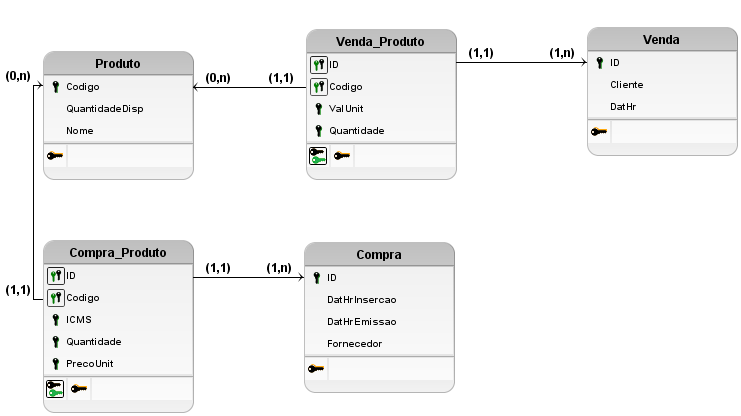 Produto
Codigo
QuantidadeDisp
Nome
(0,n)
(0,n)
(1,1)
Venda_Produto
ID
Codigo
ValUnit
Quantidade
(1,1)
(1,n)
Venda
ID
Cliente
DatHr
Compra_Produto
ID
Codigo
ICMS
Quantidade
PrecoUnit
(1,1)
(1,1)
(1,n)
Compra
ID
DatHrInsercao
DatHrEmissao
Fornecedor